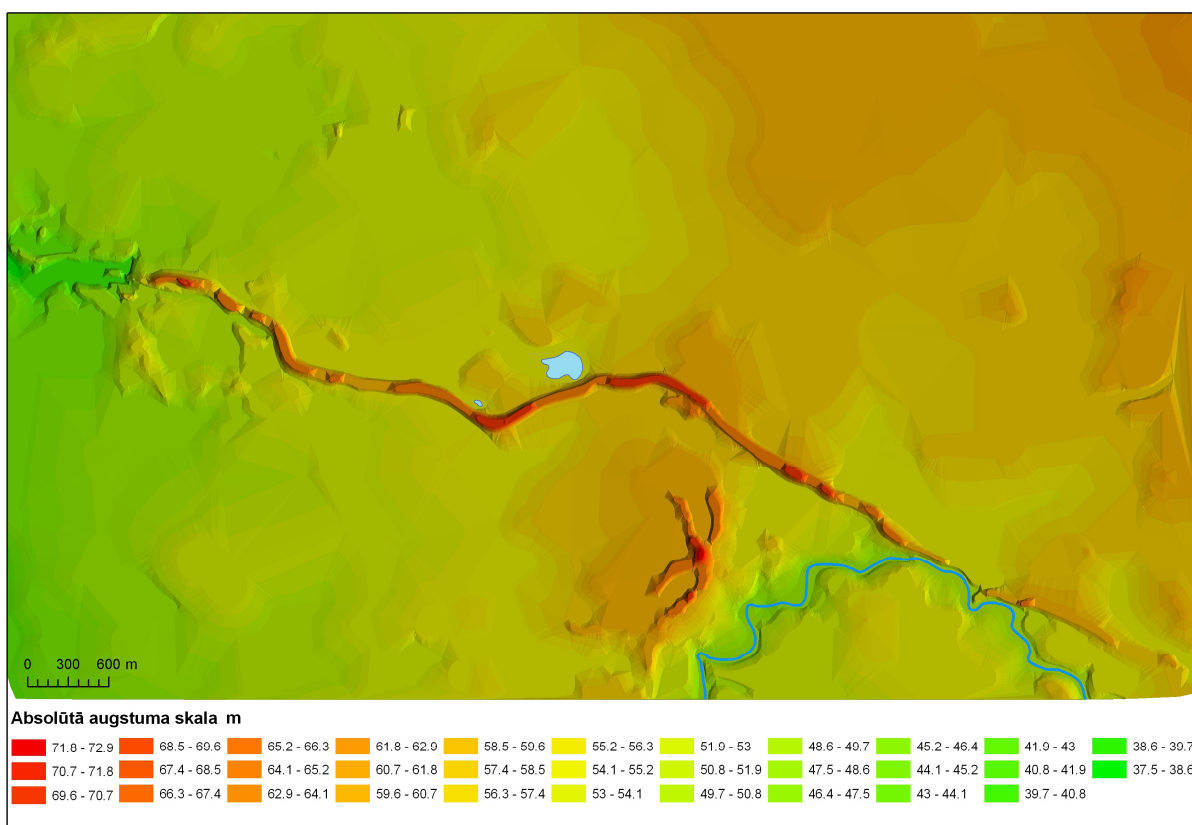 0 300 600 m
Absolūtā augstuma skala m
71.8 - 72.9 68.5 - 69.6 65.2 - 66.3 61.8 - 62.9 58.5 - 59.6 55.2 - 56.3 51.9 - 53 48.6 - 49.7 45.2 - 46.4 41.9 - 43 38.6 - 39.7
70.7 - 71.8 67.4 - 68.5 64.1 - 65.2 60.7 - 61.8 57.4 - 58.5 54.1 - 55.2 50.8 - 51.9 47.5 - 48.6 44.1 - 45.2 40.8 - 41.9 37.5 - 38.6
69.6 - 70.7 66.3 - 67.4 62.9 - 64.1 59.6 - 60.7 56.3 - 57.4 53 - 54.1 49.7 - 50.8 46.4 - 47.5 43 - 44.1 39.7 - 40.8